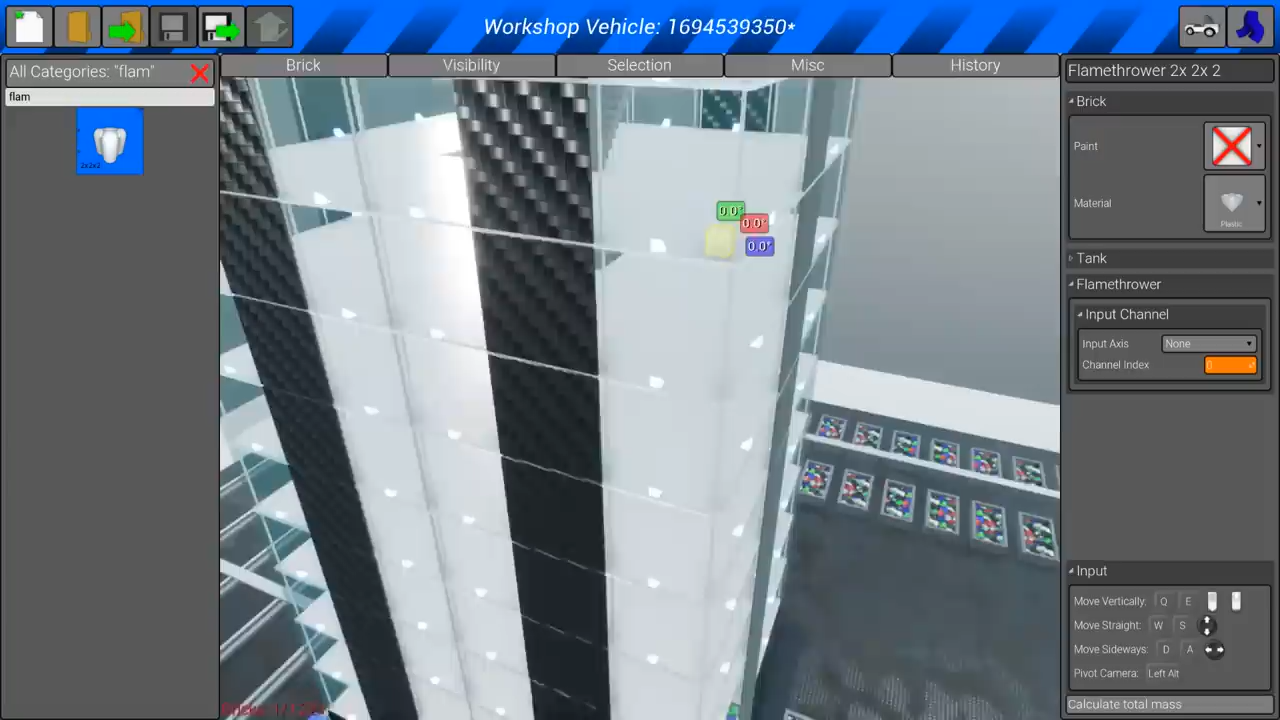 Workshop Vehicle: 1694539350*
All Categories: "flam"
flam
2x2x2
Brick
Visibility
Selection
Misc
History
0.0°
0.0°
0.0°
Flamethrower 2x 2x 2
Brick
Paint
Material
Plastic
Tank
Flamethrower
Input Channel
Input Axis None
Channel Index 0
Input
Move Vertically: Q E
Move Straight: W S
Move Sideways: D A
Pivot Camera: Left Alt
Calculate total mass